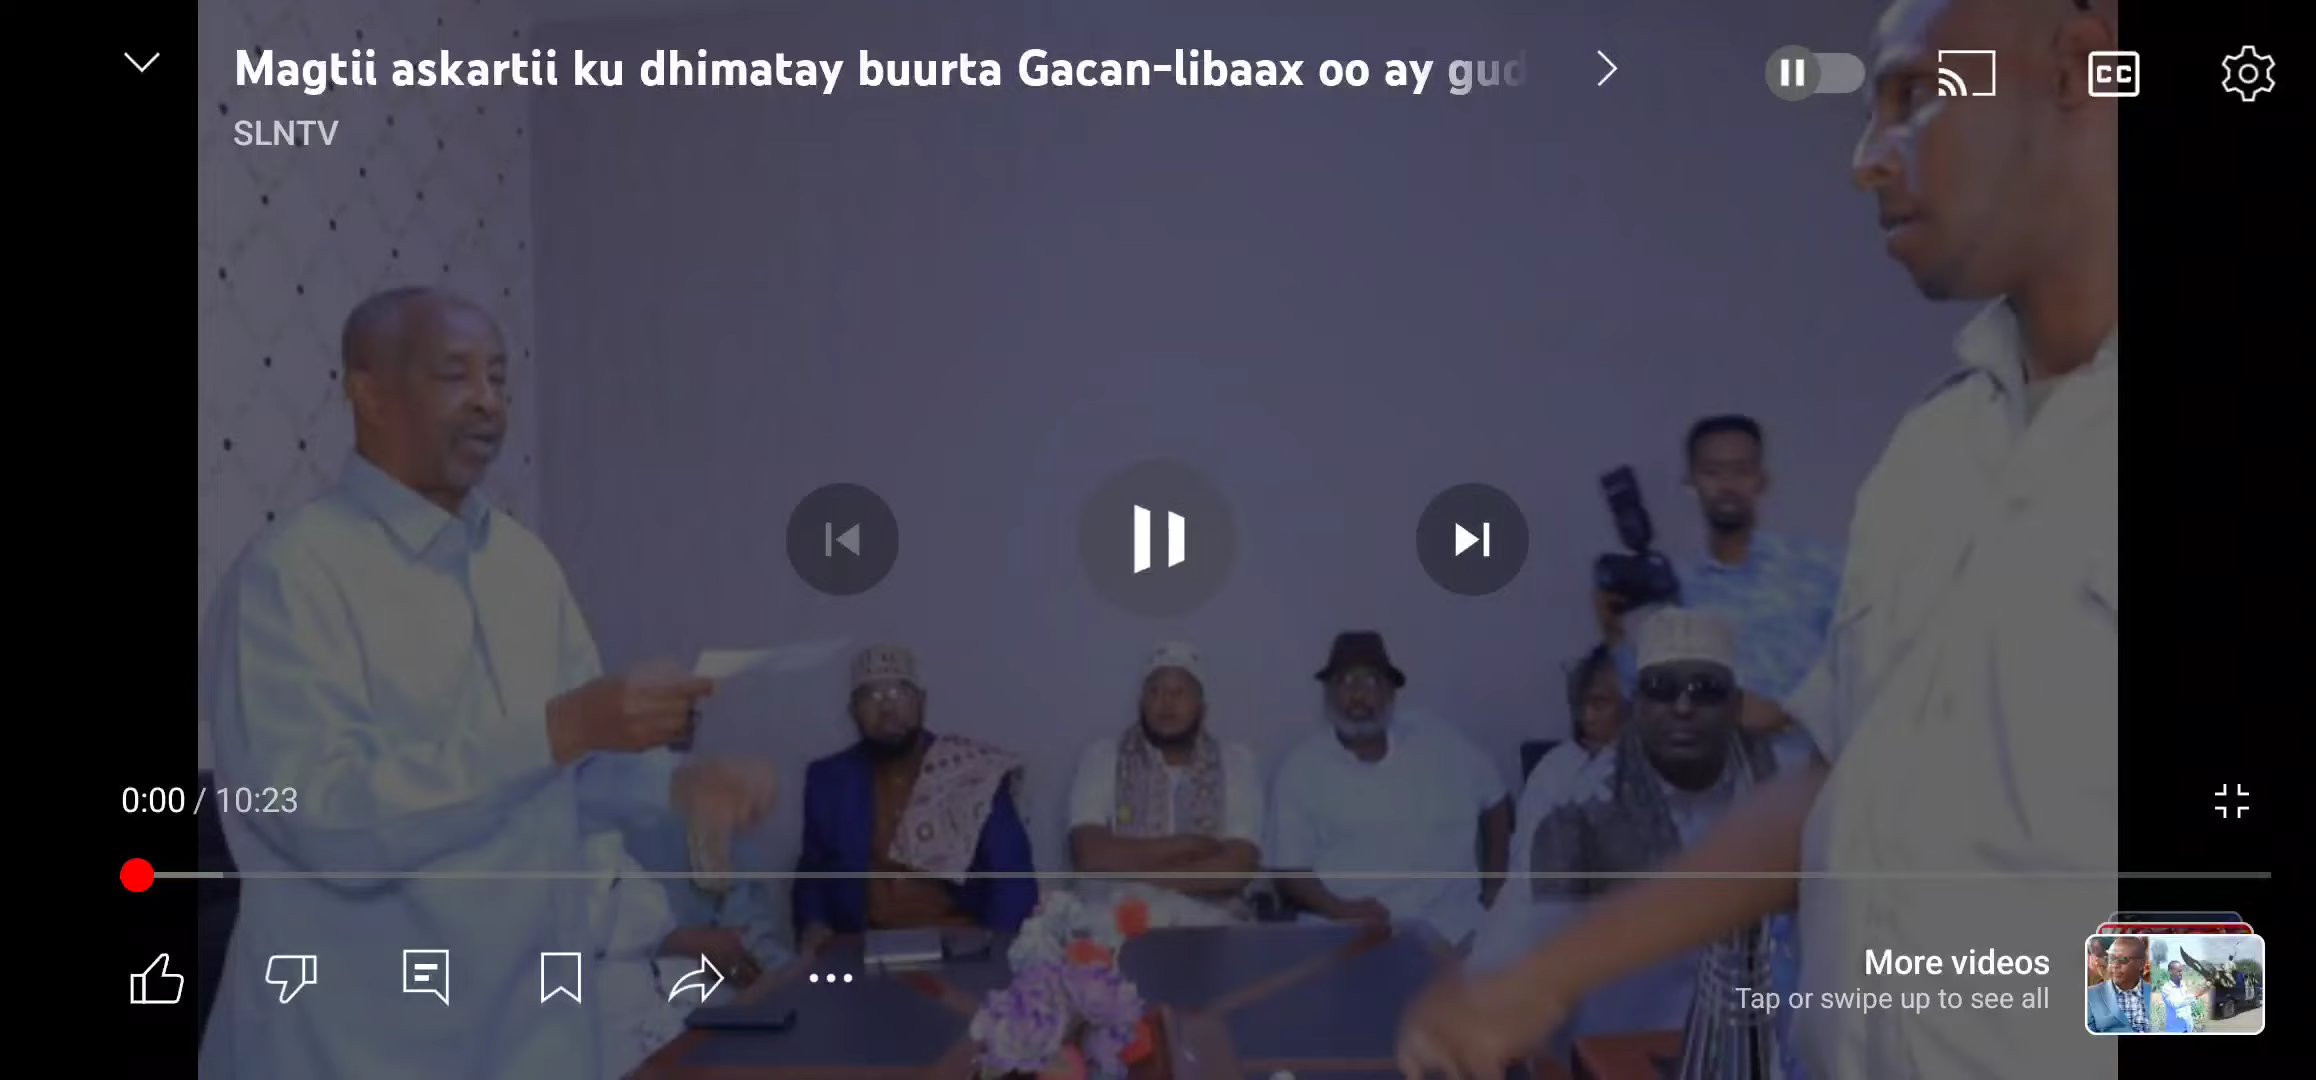 Magtii askartii ku dhimatay buurta Gacan-libaax oo ay gud
SLNTV
CC
0:00 / 10:23
More videos
Tap or swipe up to see all